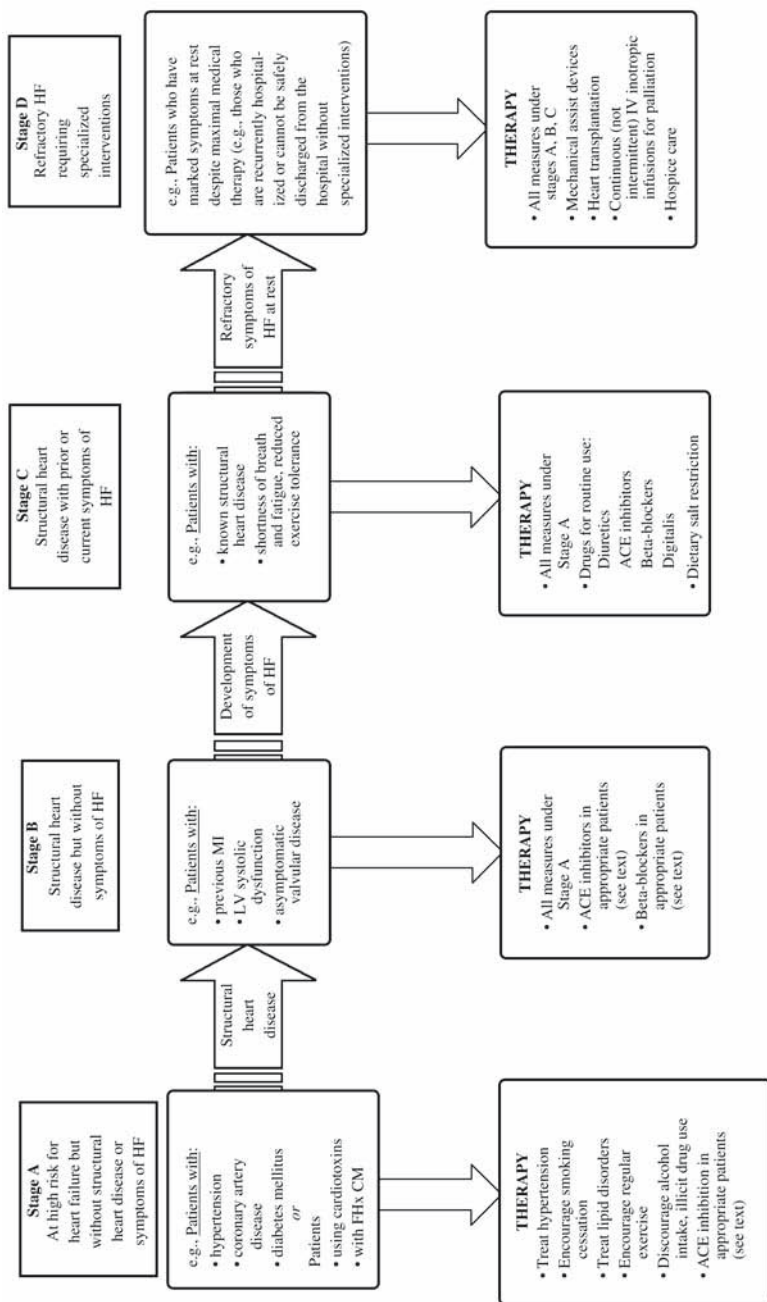 Stage A
At high risk for
heart failure but
without structural
heart disease or
symptoms of HF
e.g., Patients with:
• hypertension
• coronary artery
disease
• diabetes mellitus
or
Patients
• using cardiotoxins
• with FHx CM
THERAPY
• Treat hypertension
• Encourage smoking
cessation
• Treat lipid disorders
• Encourage regular
exercise
• Discourage alcohol
intake, illicit drug use
• ACE inhibition in
appropriate patients
(see text)
Structural
heart
disease
Stage B
Structural heart
disease but without
symptoms of HF
e.g., Patients with:
• previous MI
• LV systolic
dysfunction
• asymptomatic
valvular disease
THERAPY
• All measures under
Stage A
• ACE inhibitors in
appropriate patients
(see text)
• Beta-blockers in
appropriate patients
(see text)
Development
of symptoms
of HF
Stage C
Structural heart
disease with prior or
current symptoms of
HF
e.g., Patients with:
• known structural
heart disease
• shortness of breath
and fatigue, reduced
exercise tolerance
THERAPY
• All measures under
Stage A
• Drugs for routine use:
Diuretics
ACE inhibitors
Beta-blockers
Digitalis
• Dietary salt restriction
Refractory
symptoms of
HF at rest
Stage D
Refractory HF
requiring
specialized
interventions
e.g., Patients who have
marked symptoms at rest
despite maximal medical
therapy (e.g., those who
are recurrently hospital-
ized or cannot be safely
discharged from the
hospital without
specialized interventions)
THERAPY
• All measures under
stages A, B, C
• Mechanical assist devices
• Heart transplantation
• Continuous (not
intermittent) IV inotropic
infusions for palliation
• Hospice care